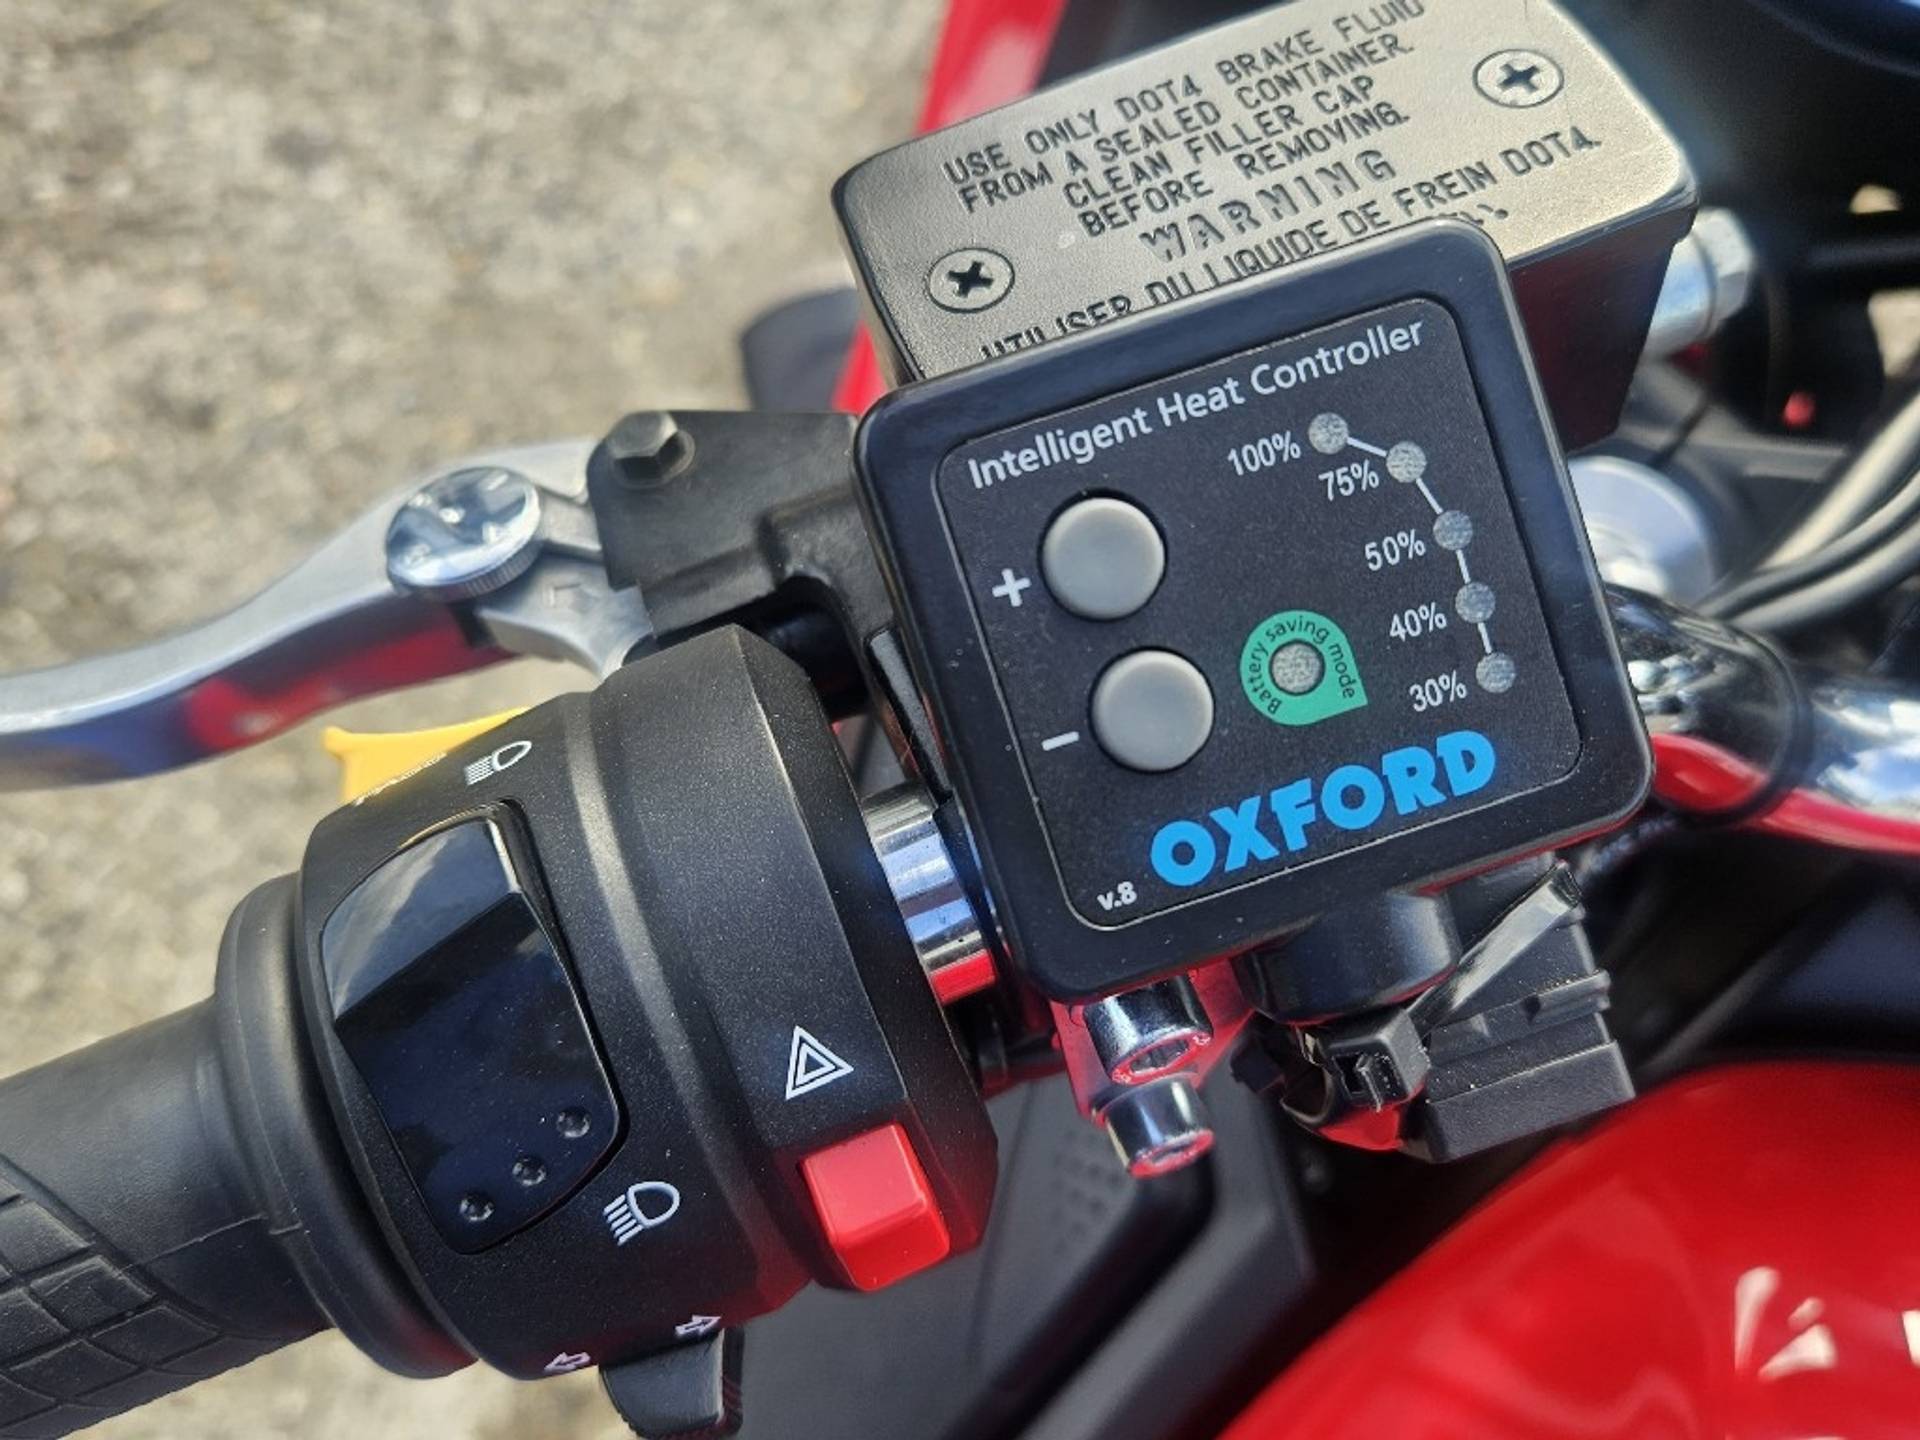 USE ONLY DOT4 BRAKE FLUID
FROM A SEALED CONTAINER.
CLEAN FILLER CAP
BEFORE REMOVING.
WARNING
UTILISER DU LIQUIDE DE FREIN DOT4.
Intelligent Heat Controller
100%
75%
50%
40%
30%
+
-
Battery saving mode
OXFORD
v.8